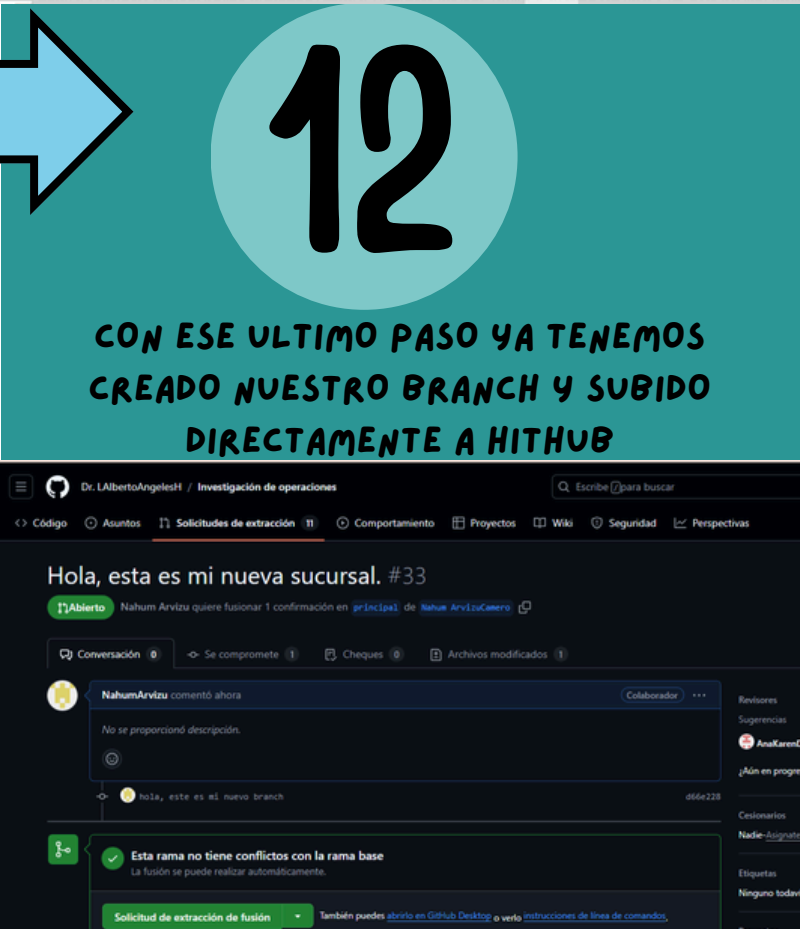 12
CON ESE ULTIMO PASO YA TENEMOS
CREADO NUESTRO BRANCH Y SUBIDO
DIRECTAMENTE A HITHUB
Dr. LAlbertoAngelesH / Investigación de operaciones
Escribe / para buscar
Código Asuntos Solicitudes de extracción 11 Comportamiento Proyectos Wiki Seguridad Perspectivas
Hola, esta es mi nueva sucursal. #33
Abierto Nahum Arvizu quiere fusionar 1 confirmación en principal de Nahum ArvizuCamero
Conversación 0 Se compromete 1 Cheques 0 Archivos modificados 1
NahumArvizu comentó ahora Colaborador
Revisores
No se proporcionó descripción.
Sugerencias
AnaKarenD
¿Aún en progre
hola, este es mi nuevo branch d66e228
Cesionarios
Nadie-Asignate
Esta rama no tiene conflictos con la rama base
La fusión se puede realizar automáticamente.
Etiquetas
Ninguno todaví
Solicitud de extracción de fusión También puedes abrirlo en GitHub Desktop o verlo instrucciones de línea de comandos.